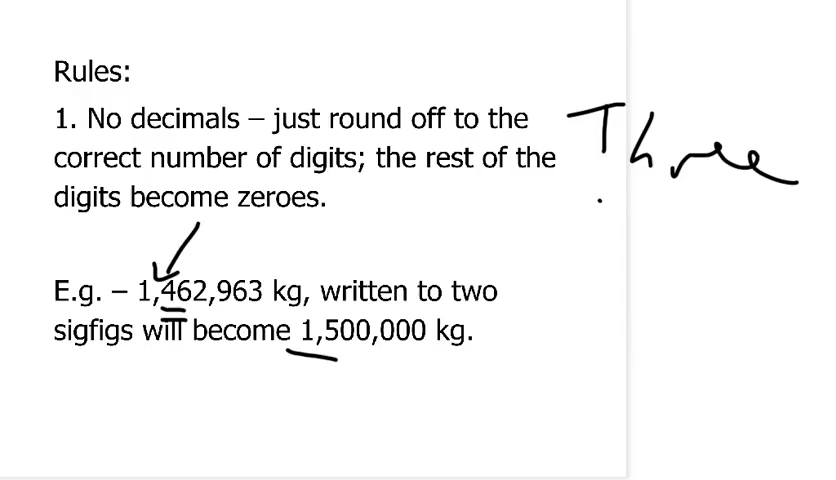 Rules:
1. No decimals – just round off to the
correct number of digits; the rest of the
digits become zeroes.
Three
E.g. – 1,462,963 kg, written to two
sigfigs will become 1,500,000 kg.